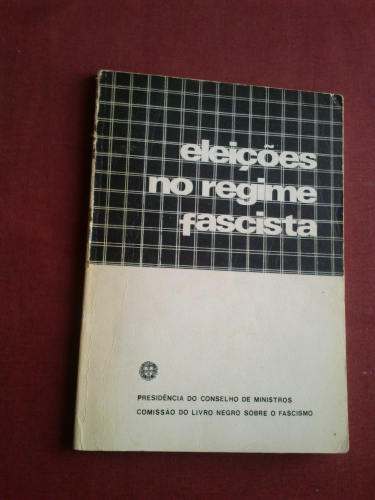 eleições
no regime
fascista
PRESIDÊNCIA DO CONSELHO DE MINISTROS
COMISSÃO DO LIVRO NEGRO SOBRE O FASCISMO